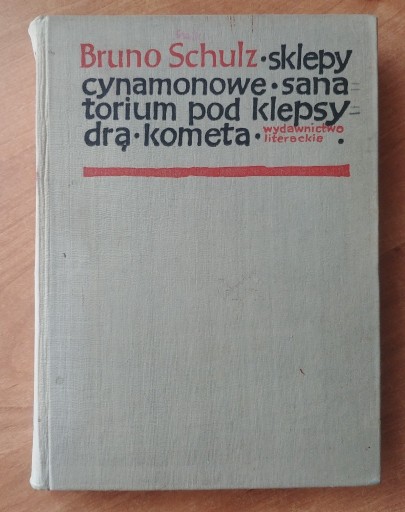 Bruno Schulz · sklepy
cynamonowe · sana=
torium pod klepsy=
drą · kometa · wydawnictwo literackie .